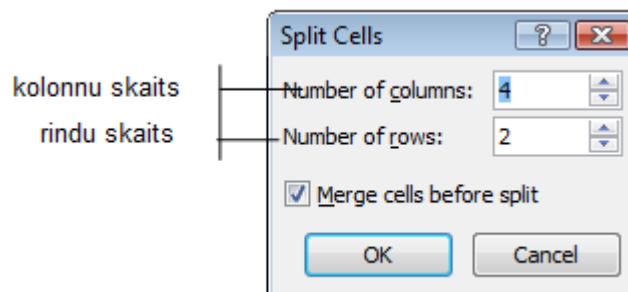 Split Cells
kolonnu skaits Number of columns: 4
rindu skaits Number of rows: 2
Merge cells before split
OK Cancel